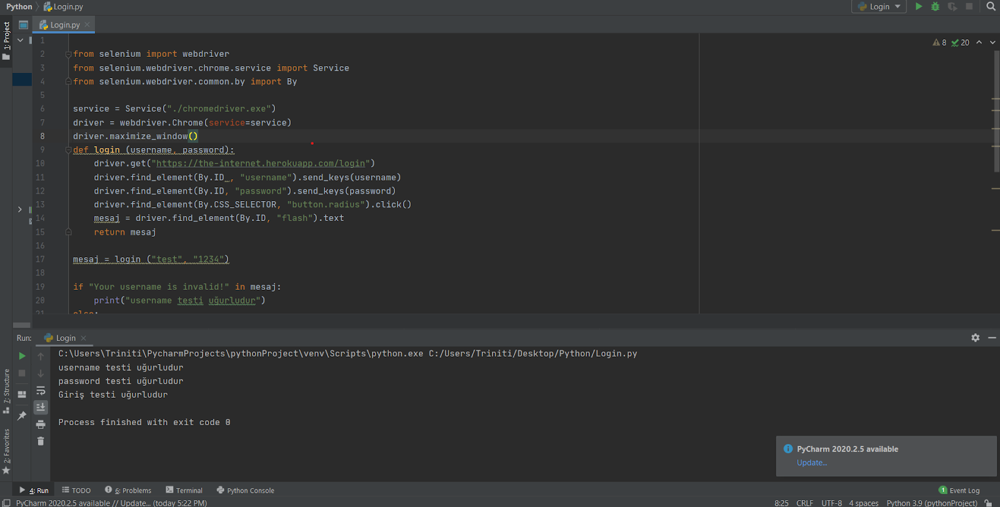 Python
Login.py
Login
Login.py
1: Project
8
20
1
2 from selenium import webdriver
3 from selenium.webdriver.chrome.service import Service
4 from selenium.webdriver.common.by import By
5
6 service = Service("./chromedriver.exe")
7 driver = webdriver.Chrome(service=service)
8 driver.maximize_window()
9 def login (username, password):
10 driver.get("https://the-internet.herokuapp.com/login")
11 driver.find_element(By.ID , "username").send_keys(username)
12 driver.find_element(By.ID, "password").send_keys(password)
13 driver.find_element(By.CSS_SELECTOR, "button.radius").click()
14 mesaj = driver.find_element(By.ID, "flash").text
15 return mesaj
16
17 mesaj = login ("test", "1234")
18
19 if "Your username is invalid!" in mesaj:
20 print("username testi uğurludur")
21 else:
Run: Login
C:\Users\Triniti\PycharmProjects\pythonProject\venv\Scripts\python.exe C:/Users/Triniti/Desktop/Python/Login.py
username testi uğurludur
password testi uğurludur
Giriş testi uğurludur
Process finished with exit code 0
7: Structure
2: Favorites
PyCharm 2020.2.5 available
Update...
4: Run
TODO
6: Problems
Terminal
Python Console
1 Event Log
PyCharm 2020.2.5 available // Update... (today 5:22 PM)
8:25 CRLF UTF-8 4 spaces Python 3.9 (pythonProject)